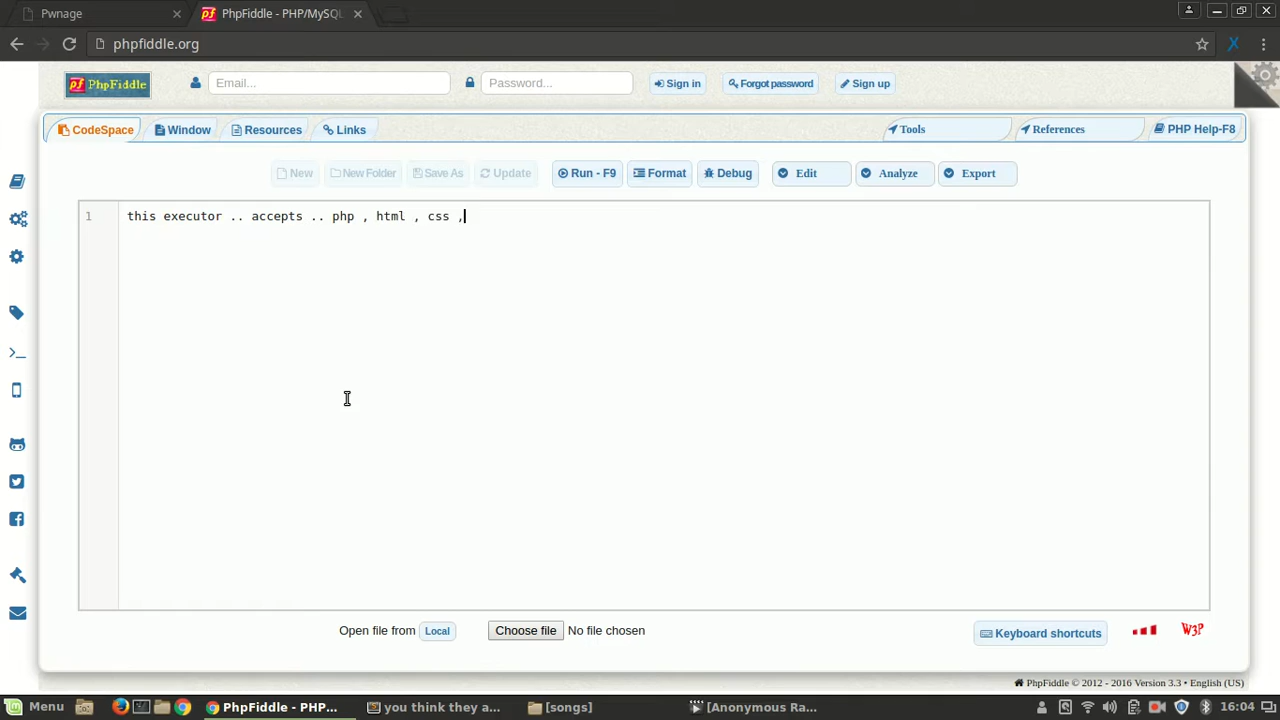 Pwnage
PhpFiddle - PHP/MySQL
phpfiddle.org
PhpFiddle
Email...
Password...
Sign in
Forgot password
Sign up
CodeSpace
Window
Resources
Links
Tools
References
PHP Help-F8
New
New Folder
Save As
Update
Run - F9
Format
Debug
Edit
Analyze
Export
1 this executor .. accepts .. php , html , css ,
Open file from Local
Choose file No file chosen
Keyboard shortcuts
W3P
PhpFiddle © 2012 - 2016 Version 3.3 • English (US)
Menu
PhpFiddle - PHP...
you think they a...
[songs]
[Anonymous Ra...
16:04